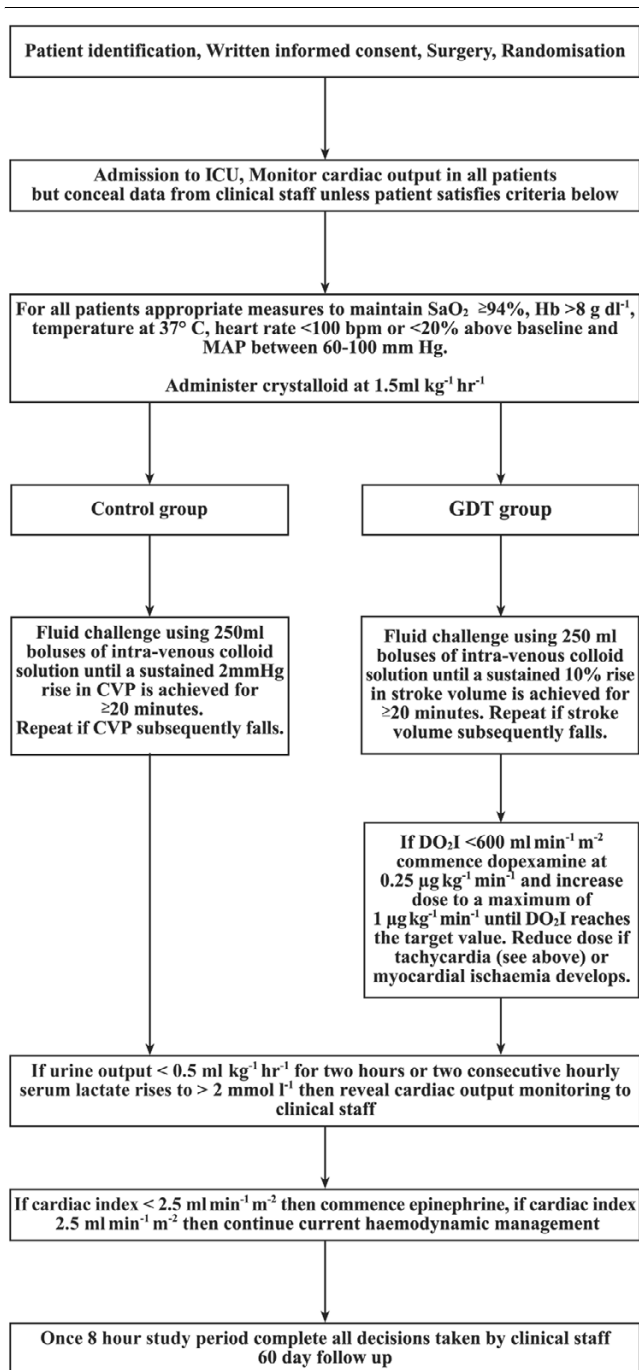 Patient identification, Written informed consent, Surgery, Randomisation
Admission to ICU, Monitor cardiac output in all patients
but conceal data from clinical staff unless patient satisfies criteria below
For all patients appropriate measures to maintain SaO₂ ≥94%, Hb >8 g dl⁻¹,
temperature at 37° C, heart rate <100 bpm or <20% above baseline and
MAP between 60-100 mm Hg.
Administer crystalloid at 1.5ml kg⁻¹ hr⁻¹
Control group
GDT group
Fluid challenge using 250ml
boluses of intra-venous colloid
solution until a sustained 2mmHg
rise in CVP is achieved for
≥20 minutes.
Repeat if CVP subsequently falls.
Fluid challenge using 250 ml
boluses of intra-venous colloid
solution until a sustained 10% rise
in stroke volume is achieved for
≥20 minutes. Repeat if stroke
volume subsequently falls.
If DO₂I <600 ml min⁻¹ m⁻²
commence dopexamine at
0.25 µg kg⁻¹ min⁻¹ and increase
dose to a maximum of
1 µg kg⁻¹ min⁻¹ until DO₂I reaches
the target value. Reduce dose if
tachycardia (see above) or
myocardial ischaemia develops.
If urine output < 0.5 ml kg⁻¹ hr⁻¹ for two hours or two consecutive hourly
serum lactate rises to > 2 mmol l⁻¹ then reveal cardiac output monitoring to
clinical staff
If cardiac index < 2.5 ml min⁻¹ m⁻² then commence epinephrine, if cardiac index
2.5 ml min⁻¹ m⁻² then continue current haemodynamic management
Once 8 hour study period complete all decisions taken by clinical staff
60 day follow up